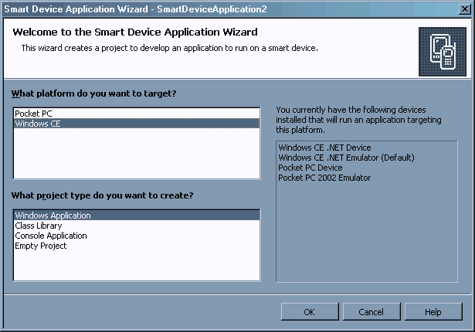 Smart Device Application Wizard - SmartDeviceApplication2
Welcome to the Smart Device Application Wizard
This wizard creates a project to develop an application to run on a smart device.
What platform do you want to target?
Pocket PC
Windows CE
You currently have the following devices
installed that will run an application targeting
this platform.
Windows CE .NET Device
Windows CE .NET Emulator (Default)
Pocket PC Device
Pocket PC 2002 Emulator
What project type do you want to create?
Windows Application
Class Library
Console Application
Empty Project
OK
Cancel
Help